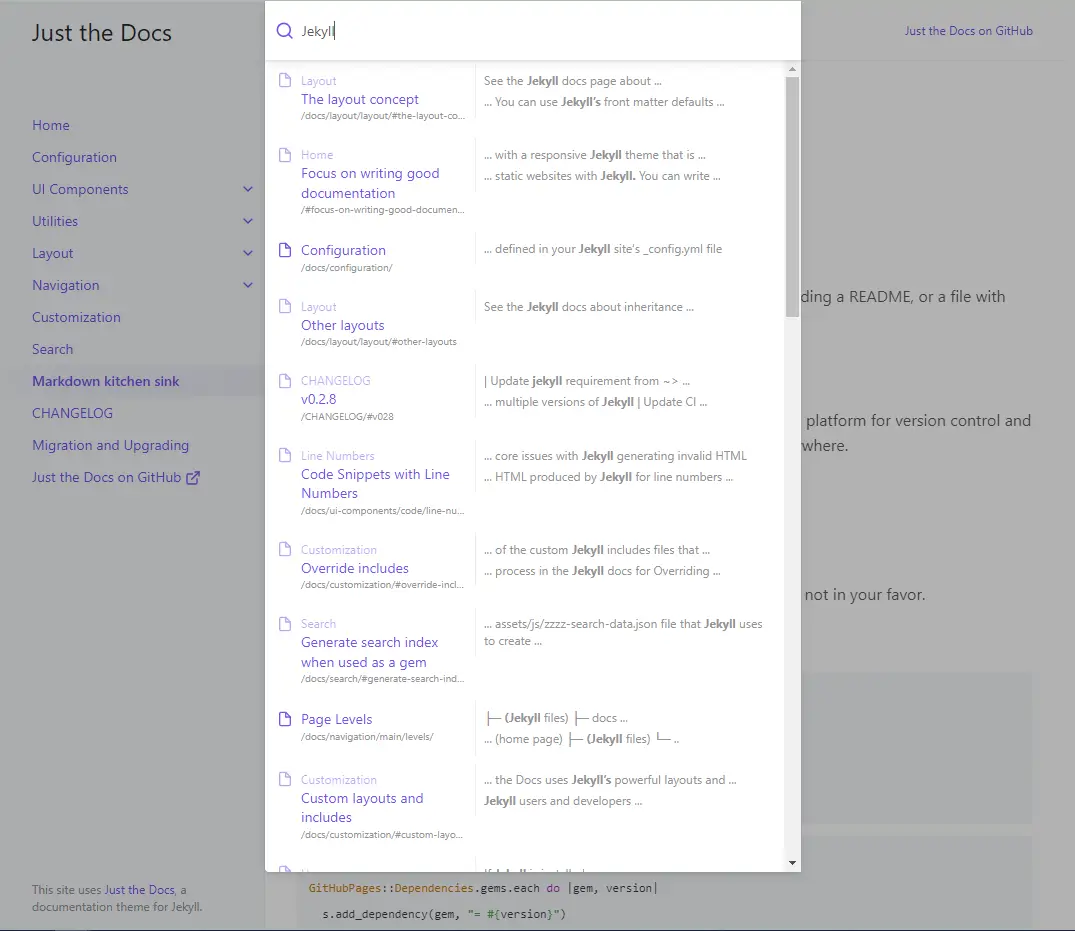 Just the Docs
Jekyll
Just the Docs on GitHub
Home
Configuration
UI Components
Utilities
Layout
Navigation
Customization
Search
Markdown kitchen sink
CHANGELOG
Migration and Upgrading
Just the Docs on GitHub
This site uses Just the Docs, a
documentation theme for Jekyll.
Layout
The layout concept
/docs/layout/layout/#the-layout-co...
See the Jekyll docs page about ...
... You can use Jekyll's front matter defaults ...
Home
Focus on writing good
documentation
/#focus-on-writing-good-documen...
... with a responsive Jekyll theme that is ...
... static websites with Jekyll. You can write ...
Configuration
/docs/configuration/
... defined in your Jekyll site's _config.yml file
Layout
Other layouts
/docs/layout/layout/#other-layouts
See the Jekyll docs about inheritance ...
CHANGELOG
v0.2.8
/CHANGELOG/#v028
| Update jekyll requirement from ~> ...
... multiple versions of Jekyll | Update CI ...
Line Numbers
Code Snippets with Line
Numbers
/docs/ui-components/code/line-nu...
... core issues with Jekyll generating invalid HTML
... HTML produced by Jekyll for line numbers ...
Customization
Override includes
/docs/customization/#override-incl...
... of the custom Jekyll includes files that ...
... process in the Jekyll docs for Overriding ...
Search
Generate search index
when used as a gem
/docs/search/#generate-search-ind...
... assets/js/zzzz-search-data.json file that Jekyll uses
to create ...
Page Levels
/docs/navigation/main/levels/
├─ (Jekyll files) ├─ docs ...
... (home page) ├─ (Jekyll files) └─ ..
Customization
Custom layouts and
includes
/docs/customization/#custom-layo...
... the Docs uses Jekyll's powerful layouts and ...
Jekyll users and developers ...
ding a README, or a file with
platform for version control and
where.
not in your favor.
GitHubPages::Dependencies.gems.each do |gem, version|
s.add_dependency(gem, "= #{version}")